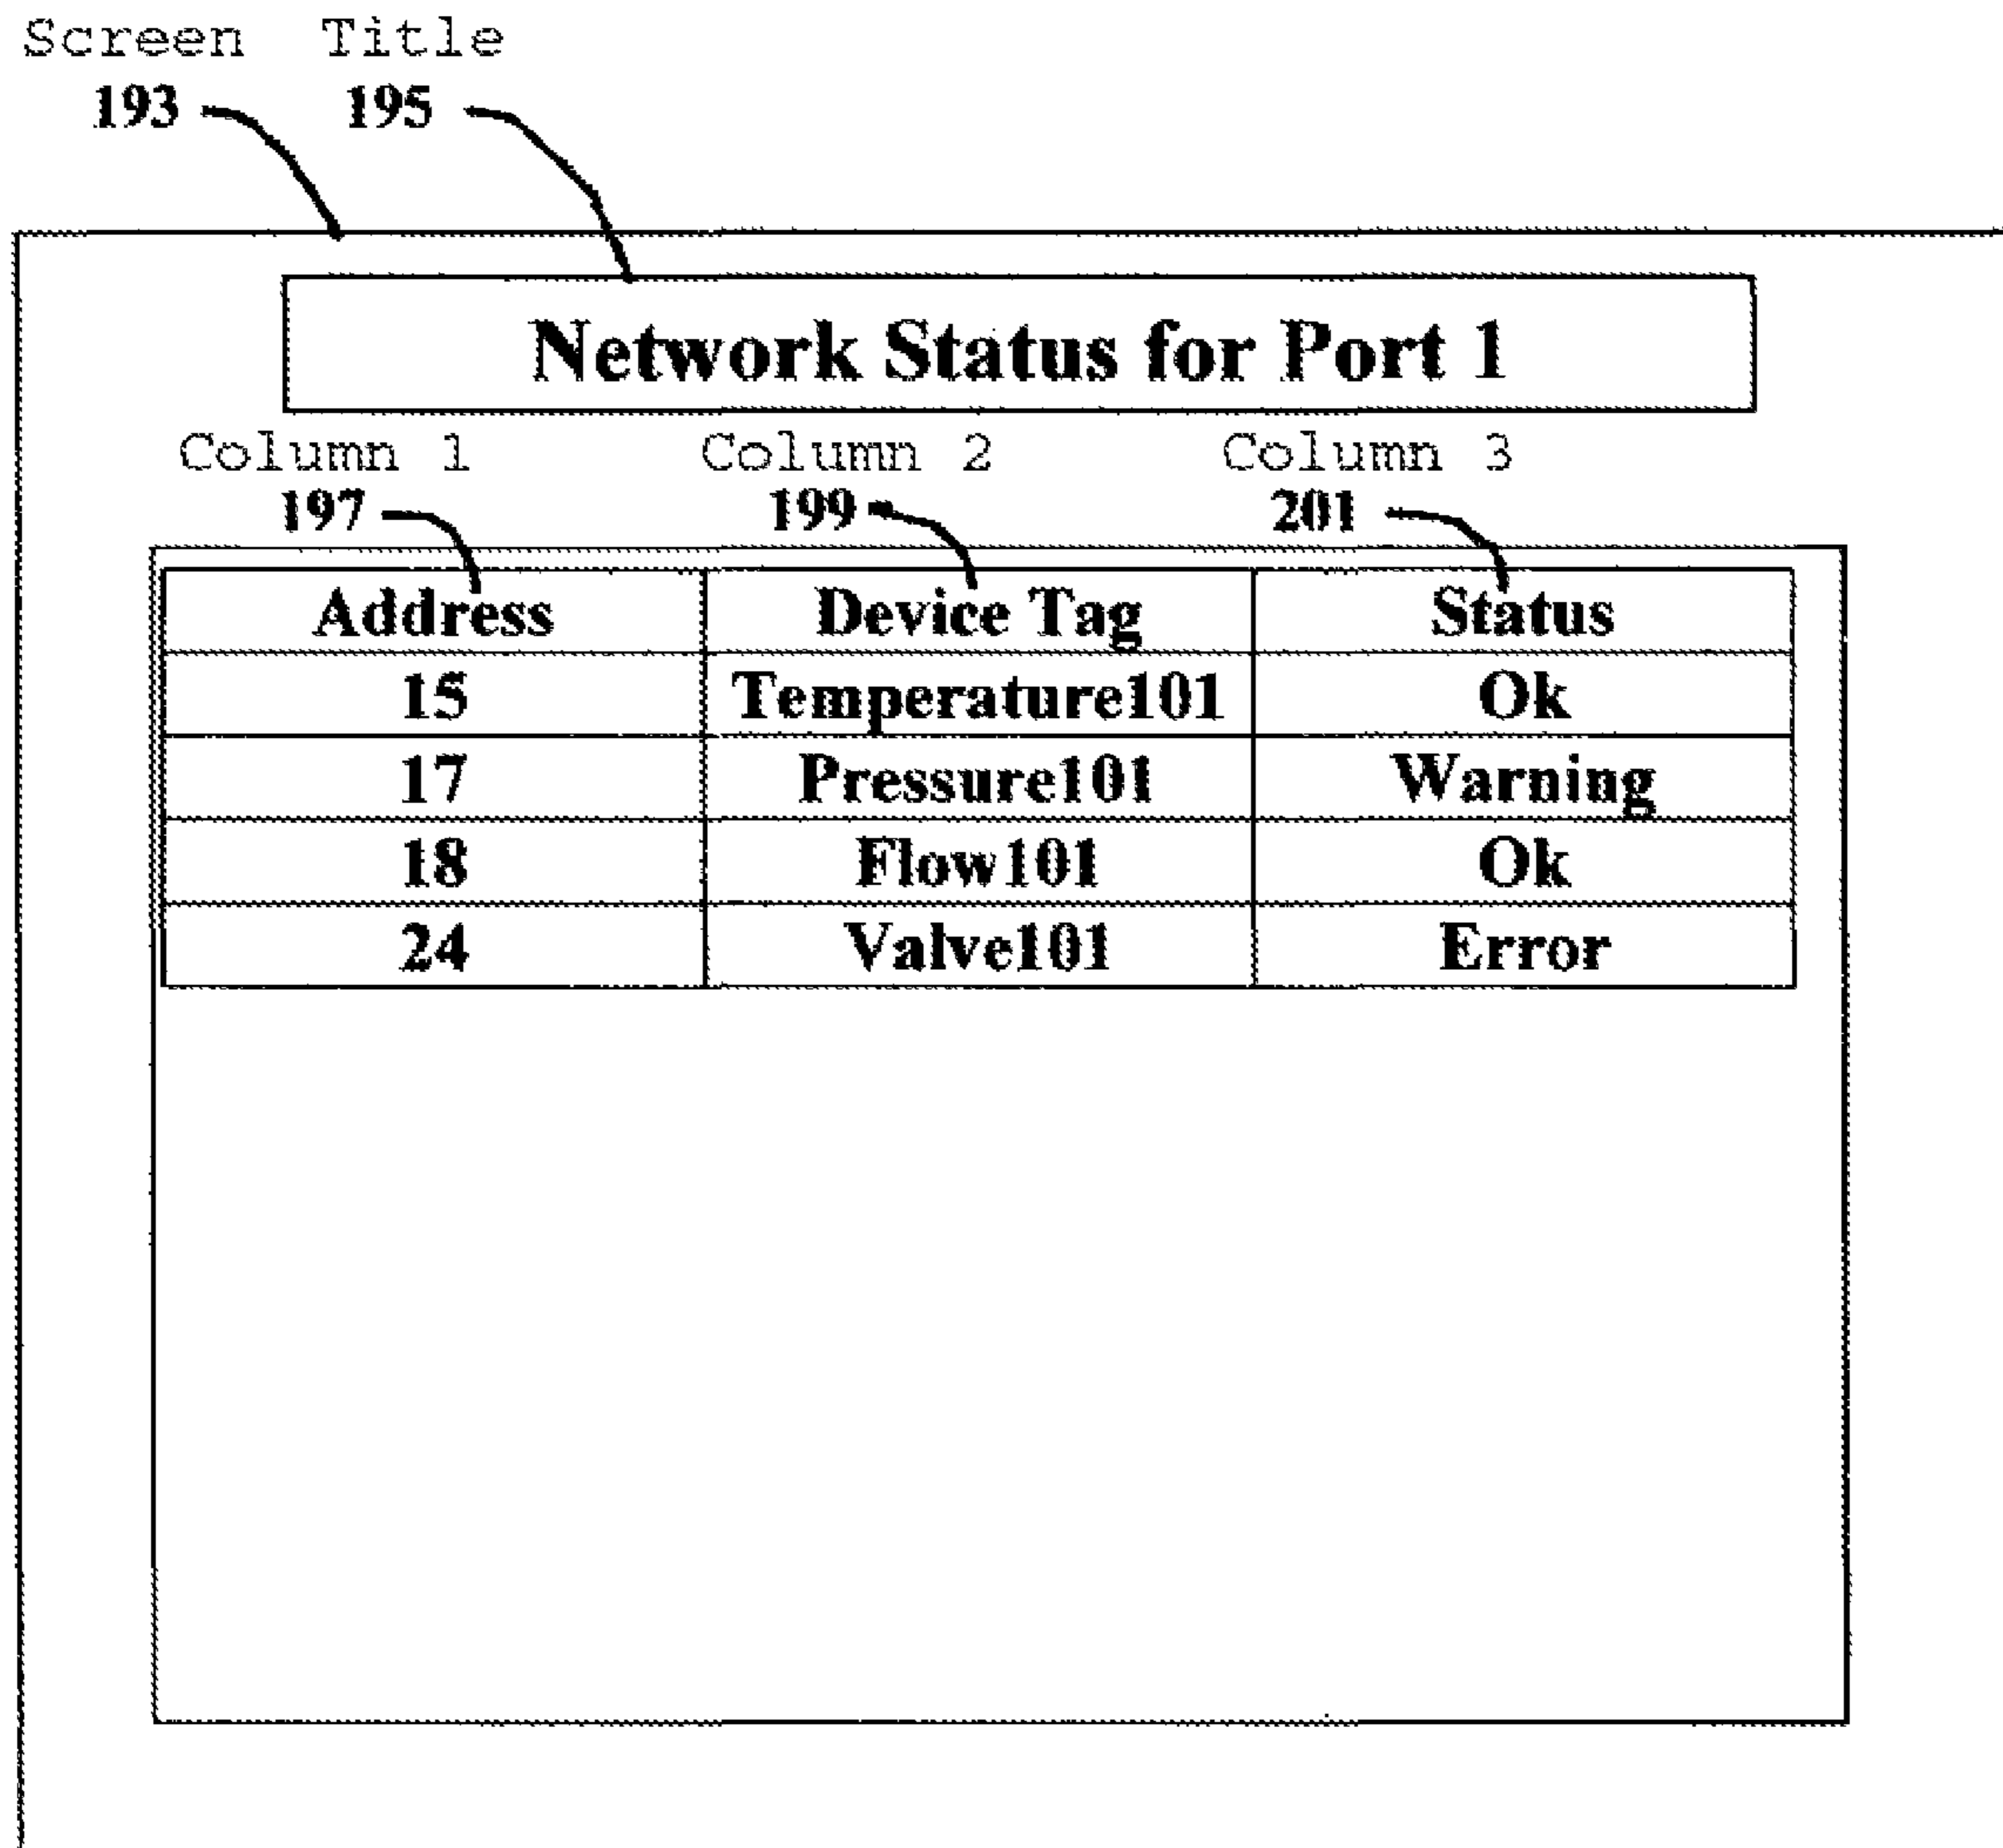 Screen Title
193 195
Network Status for Port 1
Column 1 Column 2 Column 3
197 199 201
Address Device Tag Status
15 Temperature101 Ok
17 Pressure101 Warning
18 Flow101 Ok
24 Valve101 Error